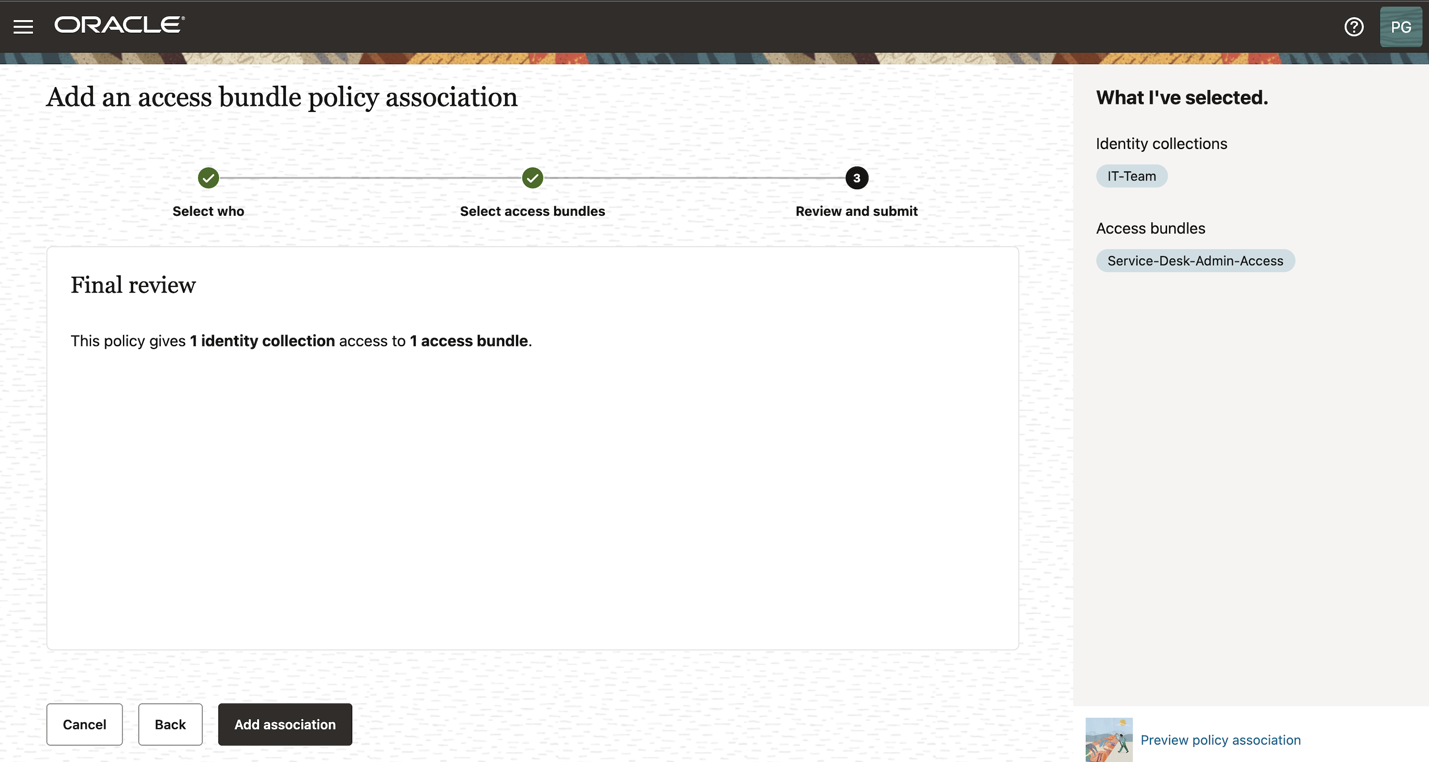 ORACLE
PG
Add an access bundle policy association
Select who
Select access bundles
3
Review and submit
Final review
This policy gives 1 identity collection access to 1 access bundle.
Cancel
Back
Add association
What I've selected.
Identity collections
IT-Team
Access bundles
Service-Desk-Admin-Access
Preview policy association